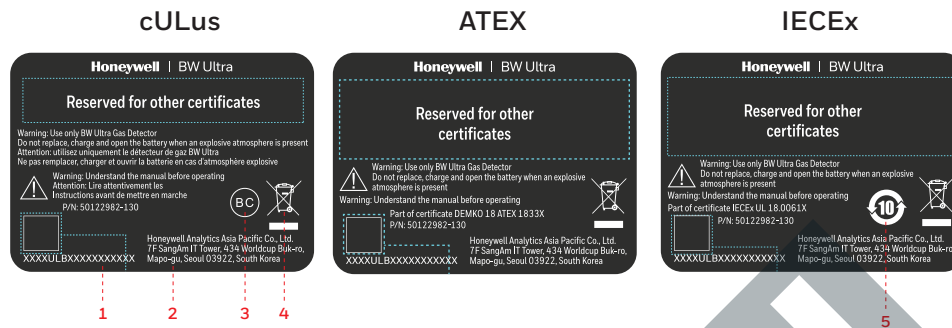 cULus
ATEX
IECEx
Honeywell | BW Ultra
Reserved for other certificates
Warning: Use only BW Ultra Gas Detector
Do not replace, charge and open the battery when an explosive atmosphere is present
Attention: utilisez uniquement le détecteur de gaz BW Ultra
Ne pas remplacer, charger et ouvrir la batterie en cas d'atmosphère explosive
Warning: Understand the manual before operating
Attention: Lire attentivement les
Instructions avant de mettre en marche
P/N: 50122982-130
BC
Honeywell Analytics Asia Pacific Co., Ltd.
7F SangAm IT Tower, 434 Worldcup Buk-ro,
Mapo-gu, Seoul 03922, South Korea
XXXXULBXXXXXXXXXXX
1
2
3
4
Honeywell | BW Ultra
Reserved for other
certificates
Warning: Use only BW Ultra Gas Detector
Do not replace, charge and open the battery when an explosive
atmosphere is present
Warning: Understand the manual before operating
Part of certificate DEMKO 18 ATEX 1833X
P/N: 50122982-130
Honeywell Analytics Asia Pacific Co., Ltd.
7F SangAm IT Tower, 434 Worldcup Buk-ro,
Mapo-gu, Seoul 03922, South Korea
XXXXULBXXXXXXXXXXX
Honeywell | BW Ultra
Reserved for other
certificates
Warning: Use only BW Ultra Gas Detector
Do not replace, charge and open the battery when an explosive
atmosphere is present
Warning: Understand the manual before operating
Part of certificate IECEx UL 18.0061X
P/N: 50122982-130
10
Honeywell Analytics Asia Pacific Co., Ltd.
7F SangAm IT Tower, 434 Worldcup Buk-ro,
Mapo-gu, Seoul 03922, South Korea
XXXXULBXXXXXXXXXXX
5